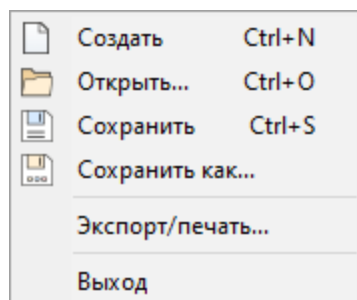 Создать Ctrl+N
Открыть... Ctrl+O
Сохранить Ctrl+S
Сохранить как...
Экспорт/печать...
Выход